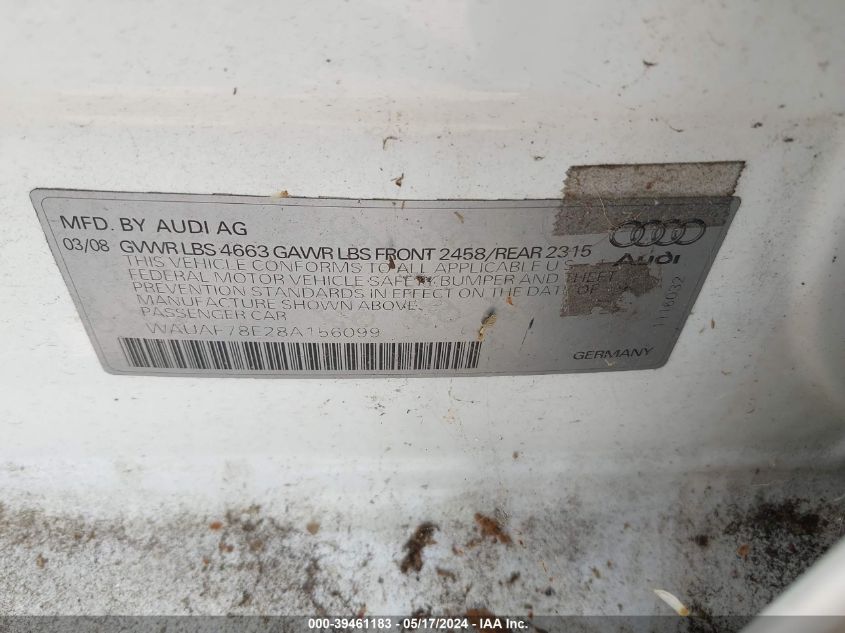 MFD. BY AUDI AG
03/08 GVWR LBS 4663 GAWR LBS FRONT 2458/REAR 2315
THIS VEHICLE CONFORMS TO ALL APPLICABLE U S
FEDERAL MOTOR VEHICLE SAFETY BUMPER AND THEFT
PREVENTION STANDARDS IN EFFECT ON THE DATE OF
MANUFACTURE SHOWN ABOVE.
PASSENGER CAR
WAUAF78E28A156099
Audi
1116032
GERMANY
000-39461183 - 05/17/2024 - IAA Inc.